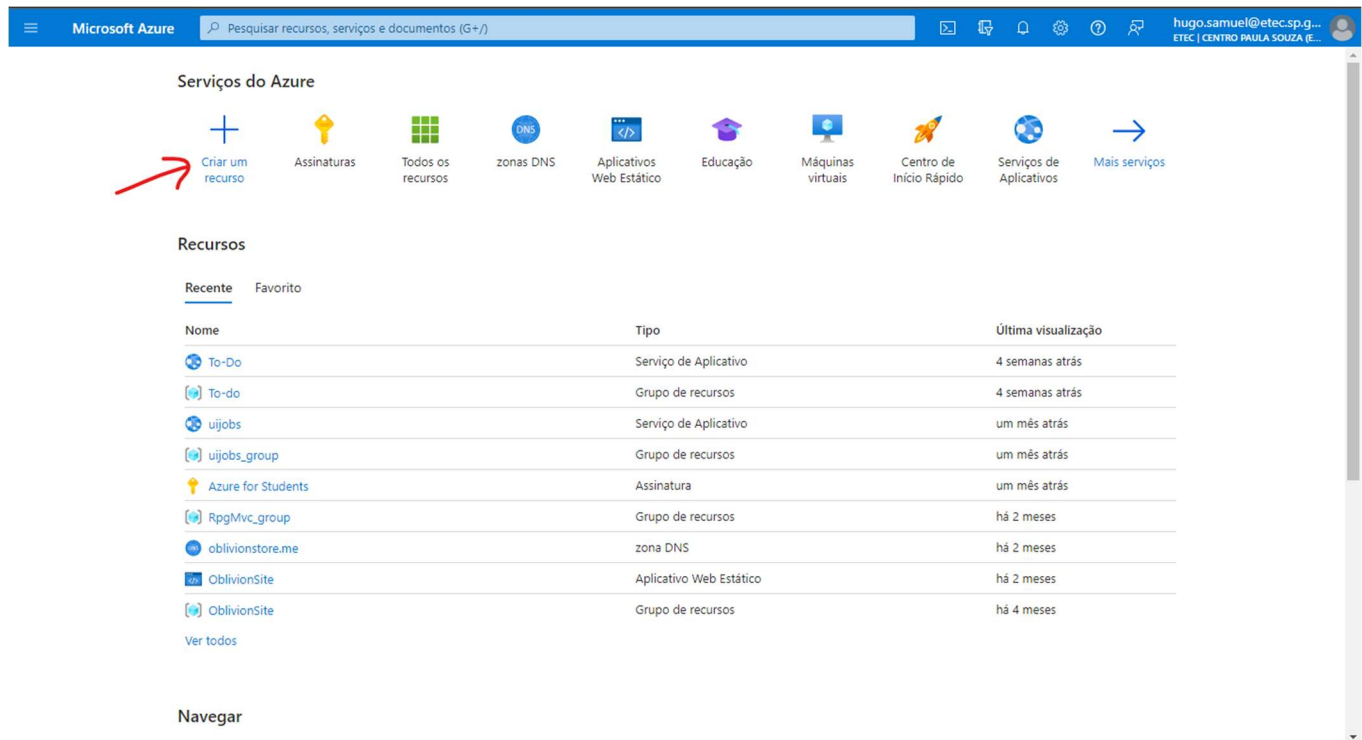 Microsoft Azure
Pesquisar recursos, serviços e documentos (G+/)
hugo.samuel@etec.sp.g...
ETEC | CENTRO PAULA SOUZA (E...
Serviços do Azure
Criar um recurso
Assinaturas
Todos os recursos
DNS
zonas DNS
Aplicativos Web Estático
Educação
Máquinas virtuais
Centro de Início Rápido
Serviços de Aplicativos
Mais serviços
Recursos
Recente Favorito
Nome Tipo Última visualização
To-Do Serviço de Aplicativo 4 semanas atrás
To-do Grupo de recursos 4 semanas atrás
uijobs Serviço de Aplicativo um mês atrás
uijobs_group Grupo de recursos um mês atrás
Azure for Students Assinatura um mês atrás
RpgMvc_group Grupo de recursos há 2 meses
oblivionstore.me zona DNS há 2 meses
OblivionSite Aplicativo Web Estático há 2 meses
OblivionSite Grupo de recursos há 4 meses
Ver todos
Navegar